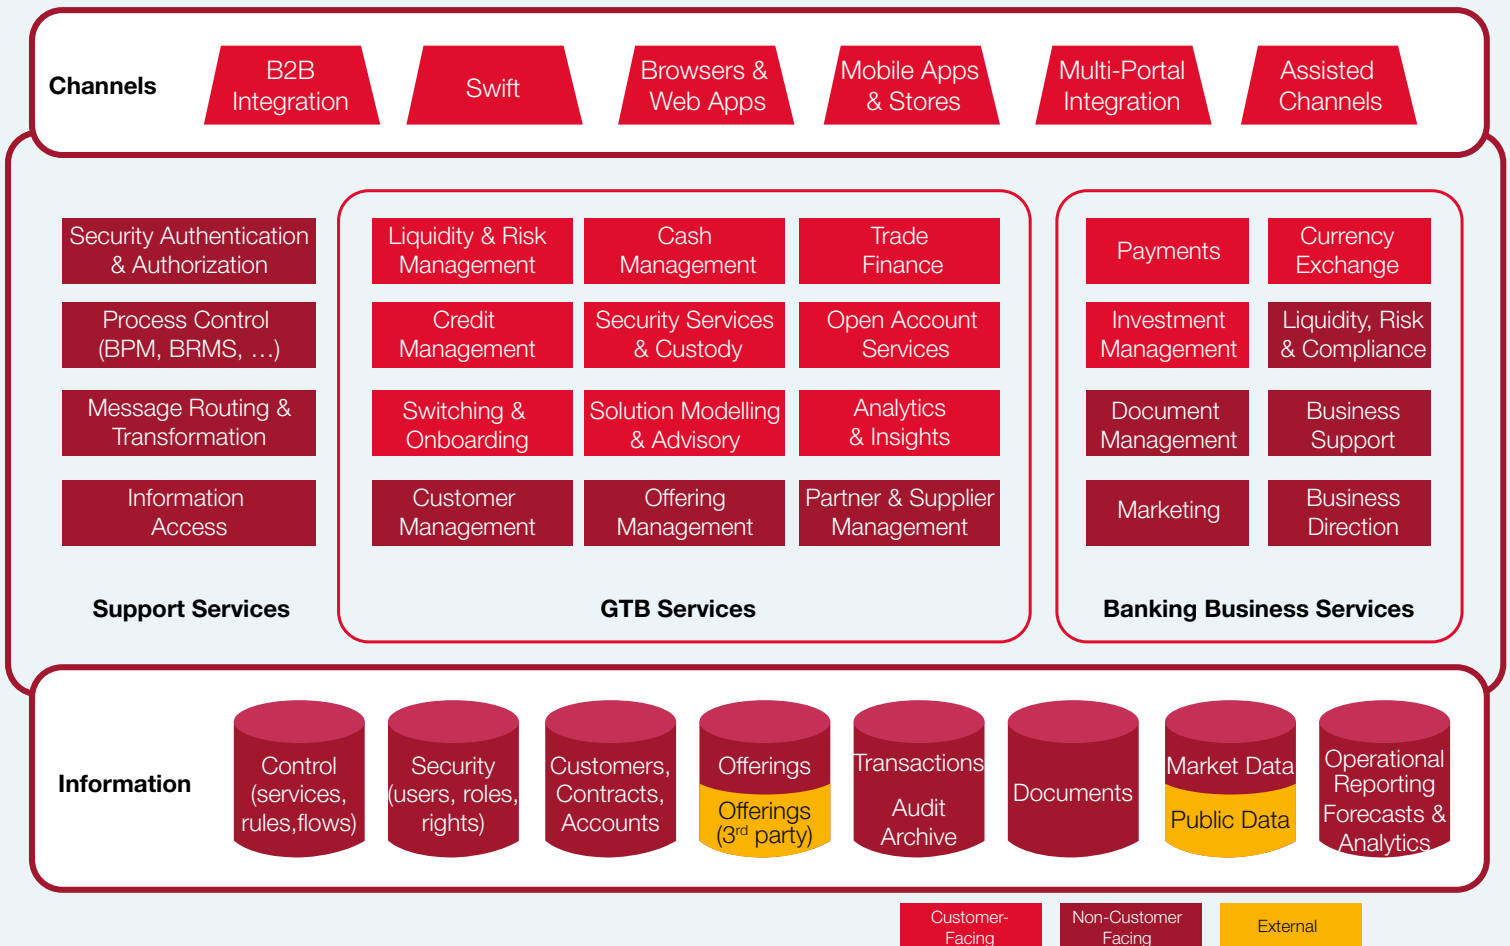 Channels
B2B
Integration
Swift
Browsers &
Web Apps
Mobile Apps
& Stores
Multi-Portal
Integration
Assisted
Channels
Security Authentication
& Authorization
Process Control
(BPM, BRMS, …)
Message Routing &
Transformation
Information
Access
Support Services
Liquidity & Risk
Management
Cash
Management
Trade
Finance
Credit
Management
Security Services
& Custody
Open Account
Services
Switching &
Onboarding
Solution Modelling
& Advisory
Analytics
& Insights
Customer
Management
Offering
Management
Partner & Supplier
Management
GTB Services
Payments
Currency
Exchange
Investment
Management
Liquidity, Risk
& Compliance
Document
Management
Business
Support
Marketing
Business
Direction
Banking Business Services
Information
Control
(services,
rules,flows)
Security
(users, roles,
rights)
Customers,
Contracts,
Accounts
Offerings
Offerings
(3rd party)
Transactions
Audit
Archive
Documents
Market Data
Public Data
Operational
Reporting
Forecasts &
Analytics
Customer-
Facing
Non-Customer
Facing
External